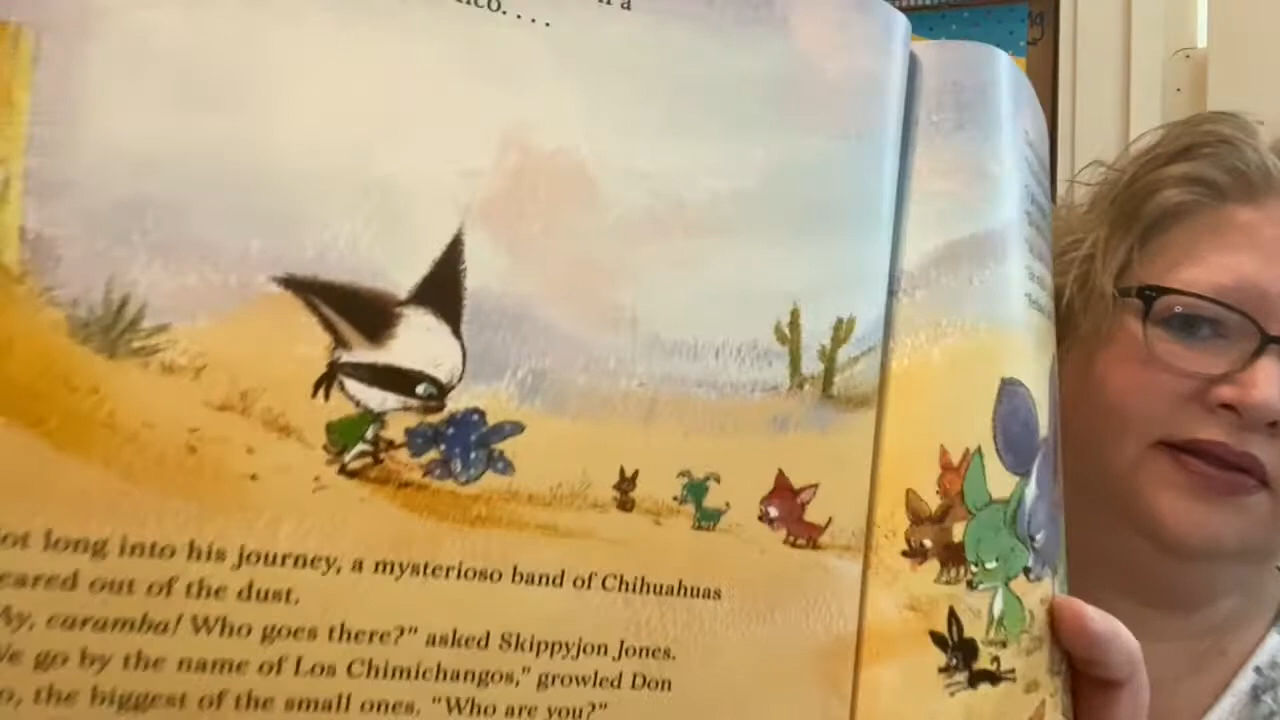 n a
ico. . . .
ot long into his journey, a mysterioso band of Chihuahuas
eared out of the dust.
Ay, caramba! Who goes there?" asked Skippyjon Jones.
e go by the name of Los Chimichangos," growled Don
o, the biggest of the small ones. "Who are you?"